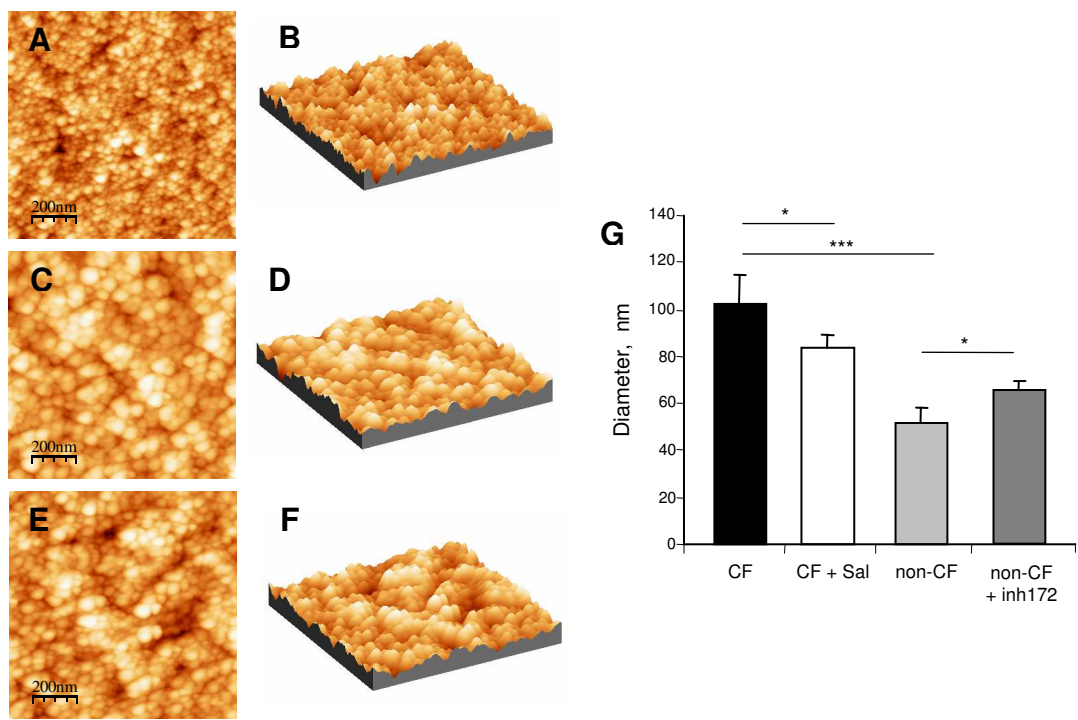 A
B
200nm
C
D
200nm
E
F
200nm
G
Diameter, nm
140
120
100
80
60
40
20
0
*
***
*
CF
CF + Sal
non-CF
non-CF
+ inh172